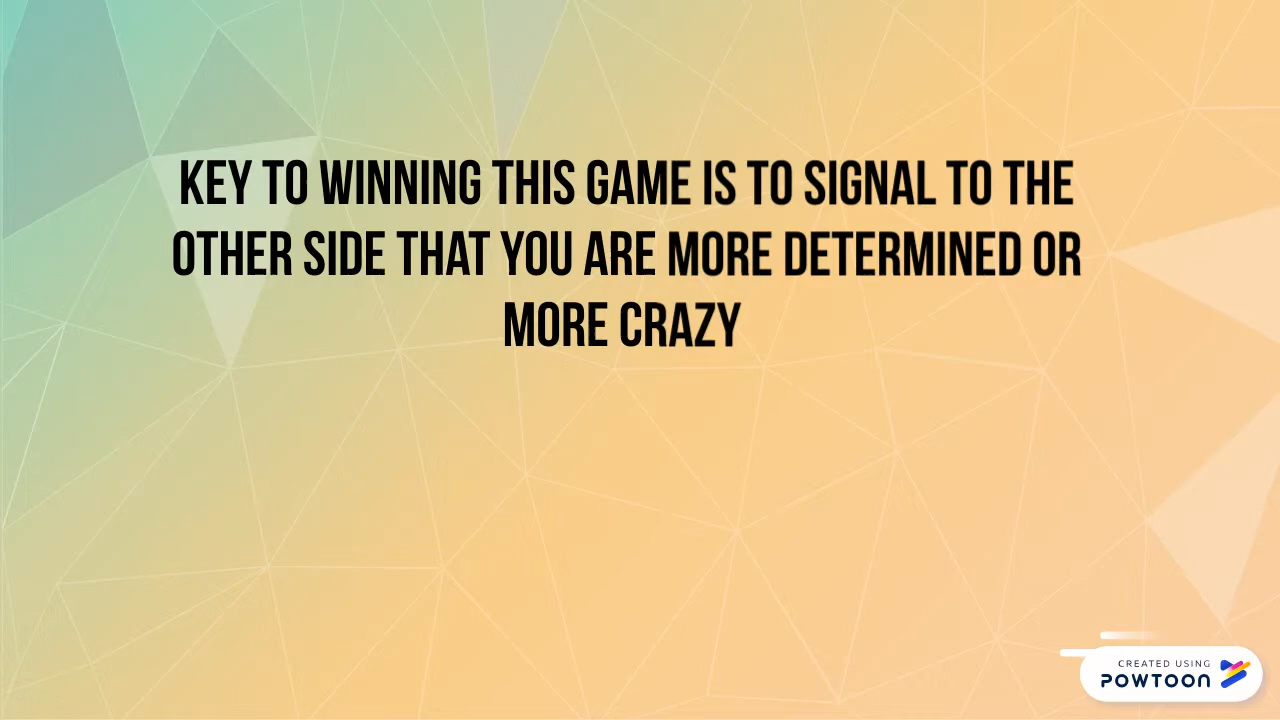 KEY TO WINNING THIS GAME IS TO SIGNAL TO THE
OTHER SIDE THAT YOU ARE MORE DETERMINED OR
MORE CRAZY
CREATED USING
POWTOON